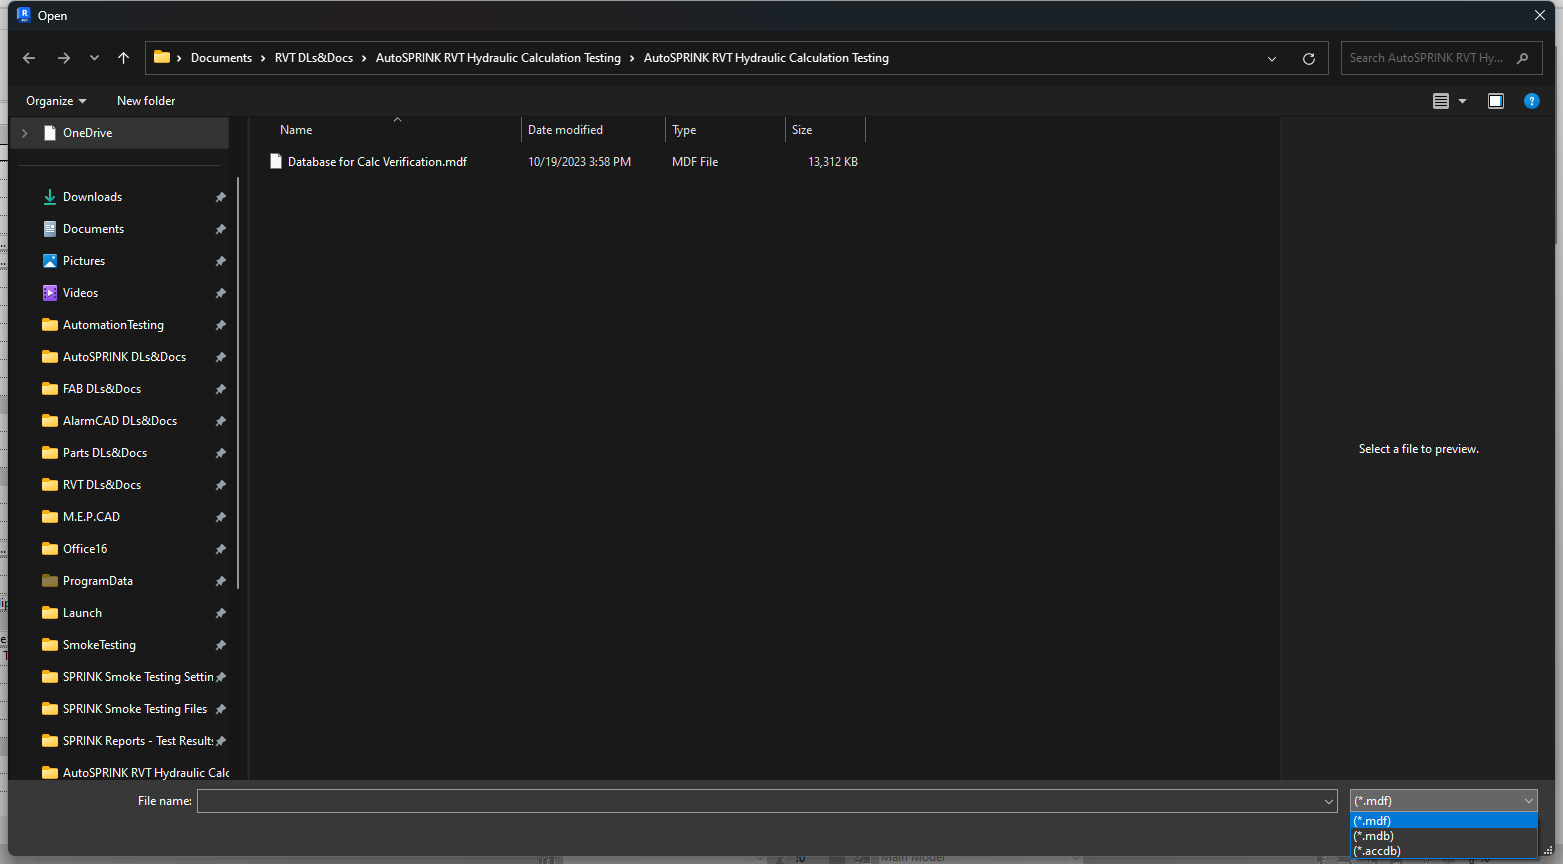 Open
Documents > RVT DLs&Docs > AutoSPRINK RVT Hydraulic Calculation Testing > AutoSPRINK RVT Hydraulic Calculation Testing
Search AutoSPRINK RVT Hy...
Organize
New folder
OneDrive
Downloads
Documents
Pictures
Videos
AutomationTesting
AutoSPRINK DLs&Docs
FAB DLs&Docs
AlarmCAD DLs&Docs
Parts DLs&Docs
RVT DLs&Docs
M.E.P.CAD
Office16
ProgramData
Launch
SmokeTesting
SPRINK Smoke Testing Settin
SPRINK Smoke Testing Files
SPRINK Reports - Test Results
AutoSPRINK RVT Hydraulic Calc
Name Date modified Type Size
Database for Calc Verification.mdf 10/19/2023 3:58 PM MDF File 13,312 KB
Select a file to preview.
File name:
(*.mdf)
(*.mdf)
(*.mdb)
(*.accdb)
:0
Main Model